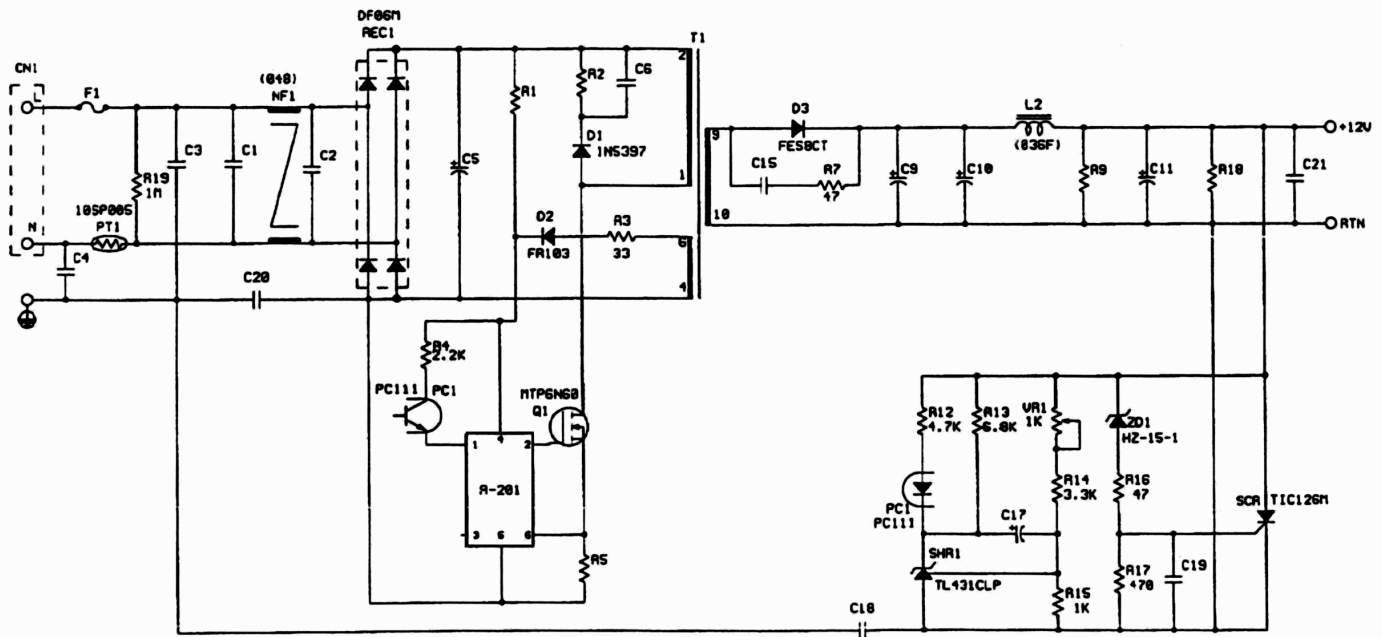 DF06M
REC1
T1
CN1
L
F1
(048)
NF1
R19
1M
C3
C1
C2
10SP005
PT1
N
C4
C20
C5
R1
R2
C6
D1
1N5397
2
1
6
4
D2
FR103
R3
33
9
10
D3
FES8CT
C15
R7
47
C9
C10
L2
(036F)
R9
C11
R18
C21
+12V
RTN
R4
2.2K
PC111
PC1
MTP6N60
Q1
1
4
2
A-201
3
5
6
R5
R12
4.7K
R13
6.8K
VR1
1K
ZD1
HZ-15-1
R14
3.3K
R16
47
PC1
PC111
C17
SCR
TIC126M
SHR1
TL431CLP
R15
1K
R17
470
C19
C18